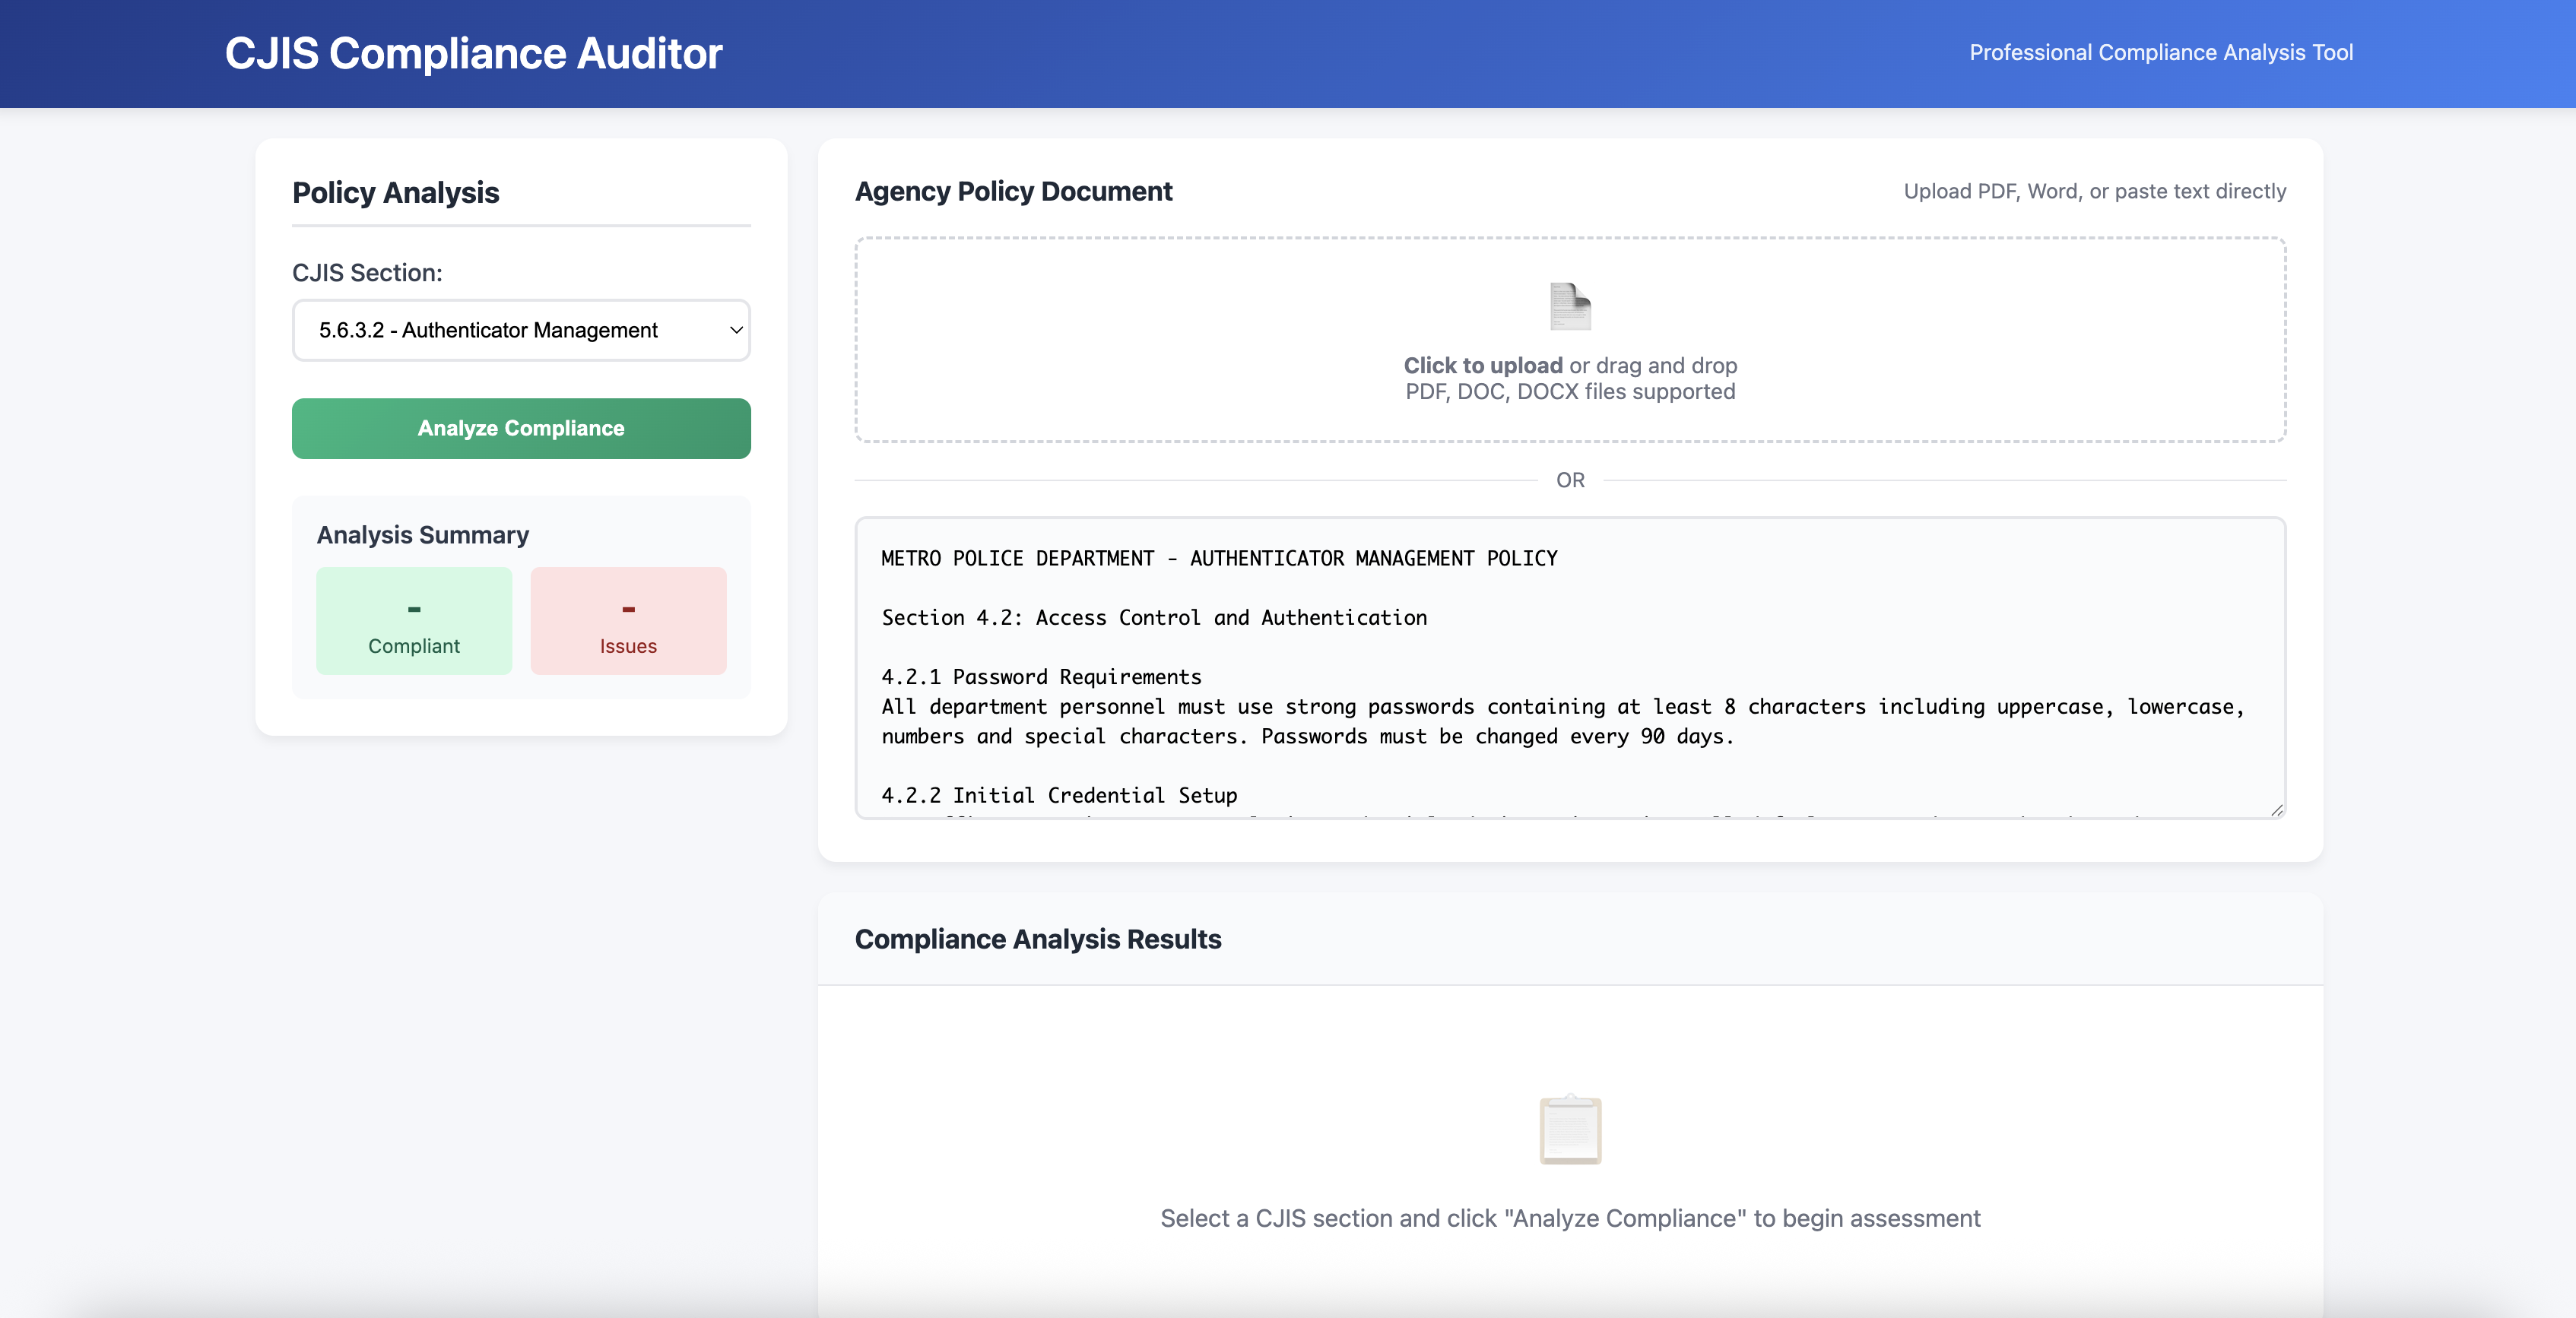 CJIS Compliance Auditor
Professional Compliance Analysis Tool
Policy Analysis
CJIS Section:
5.6.3.2 - Authenticator Management
Analyze Compliance
Analysis Summary
-
Compliant
-
Issues
Agency Policy Document
Upload PDF, Word, or paste text directly
Click to upload or drag and drop
PDF, DOC, DOCX files supported
OR
METRO POLICE DEPARTMENT - AUTHENTICATOR MANAGEMENT POLICY
Section 4.2: Access Control and Authentication
4.2.1 Password Requirements
All department personnel must use strong passwords containing at least 8 characters including uppercase, lowercase,
numbers and special characters. Passwords must be changed every 90 days.
4.2.2 Initial Credential Setup
Compliance Analysis Results
Select a CJIS section and click "Analyze Compliance" to begin assessment